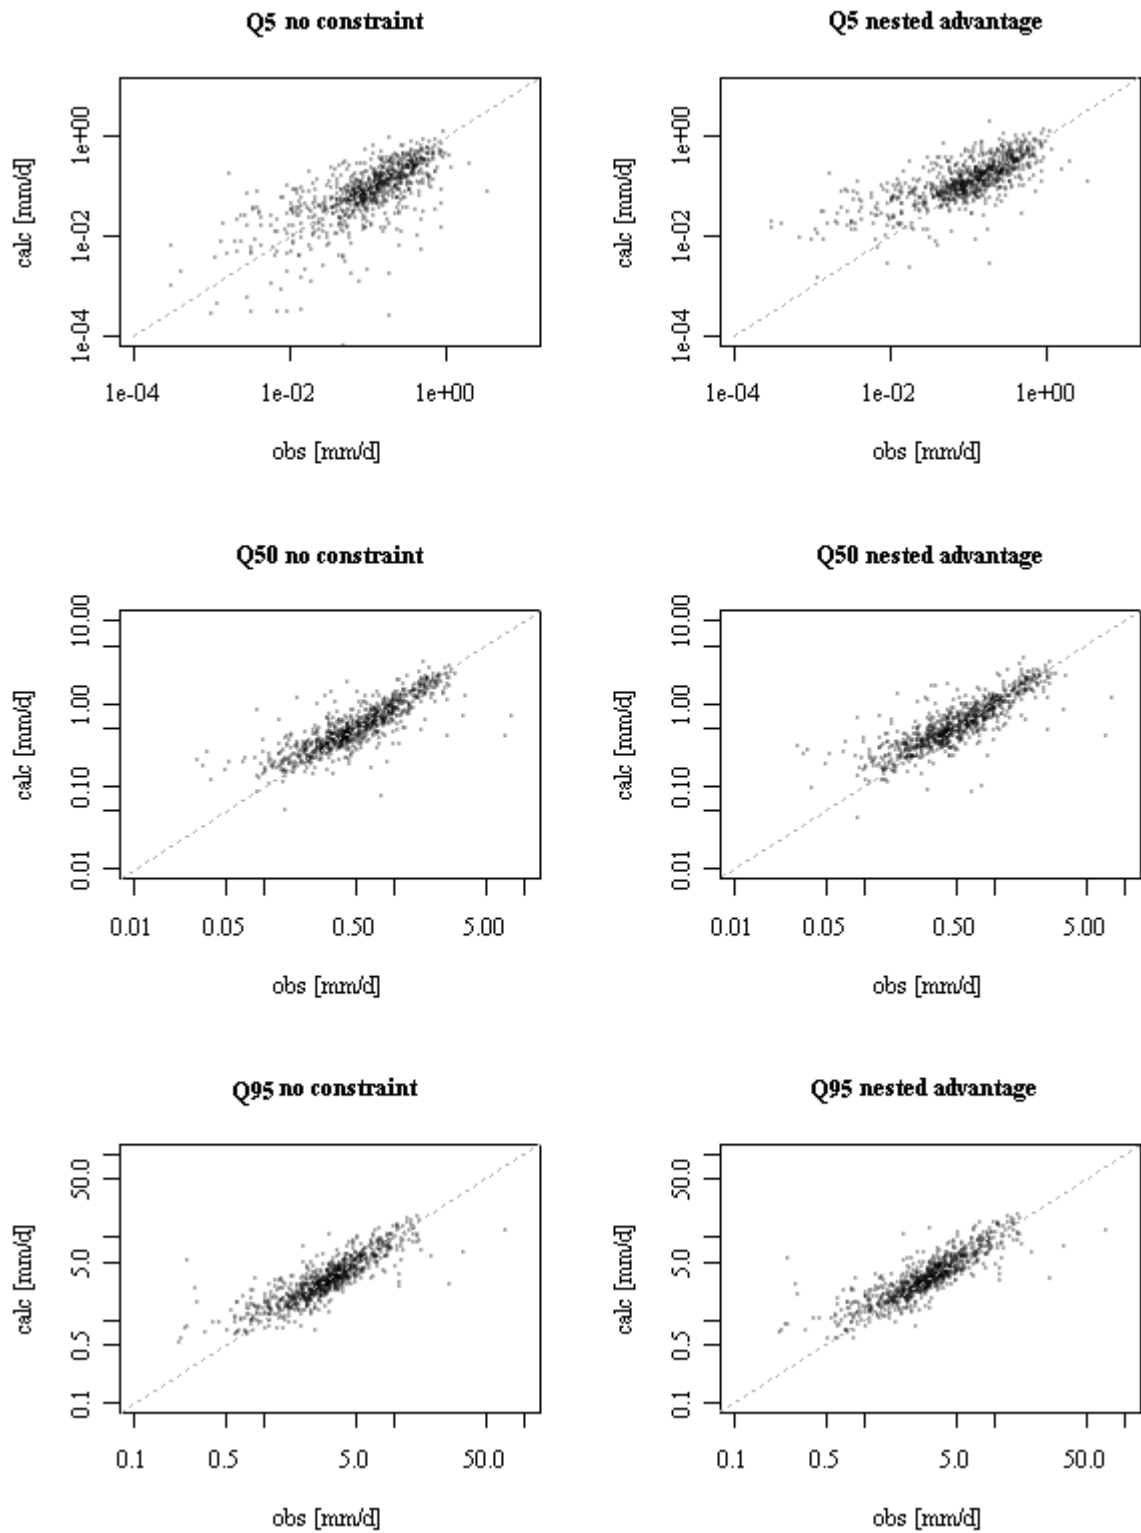 Q5 no constraint
calc [mm/d]
1e-04 1e-02 1e+00
1e-04 1e-02 1e+00
obs [mm/d]
Q5 nested advantage
calc [mm/d]
1e-04 1e-02 1e+00
1e-04 1e-02 1e+00
obs [mm/d]
Q50 no constraint
calc [mm/d]
0.01 0.10 1.00 10.00
0.01 0.05 0.50 5.00
obs [mm/d]
Q50 nested advantage
calc [mm/d]
0.01 0.10 1.00 10.00
0.01 0.05 0.50 5.00
obs [mm/d]
Q95 no constraint
calc [mm/d]
0.1 0.5 5.0 50.0
0.1 0.5 5.0 50.0
obs [mm/d]
Q95 nested advantage
calc [mm/d]
0.1 0.5 5.0 50.0
0.1 0.5 5.0 50.0
obs [mm/d]